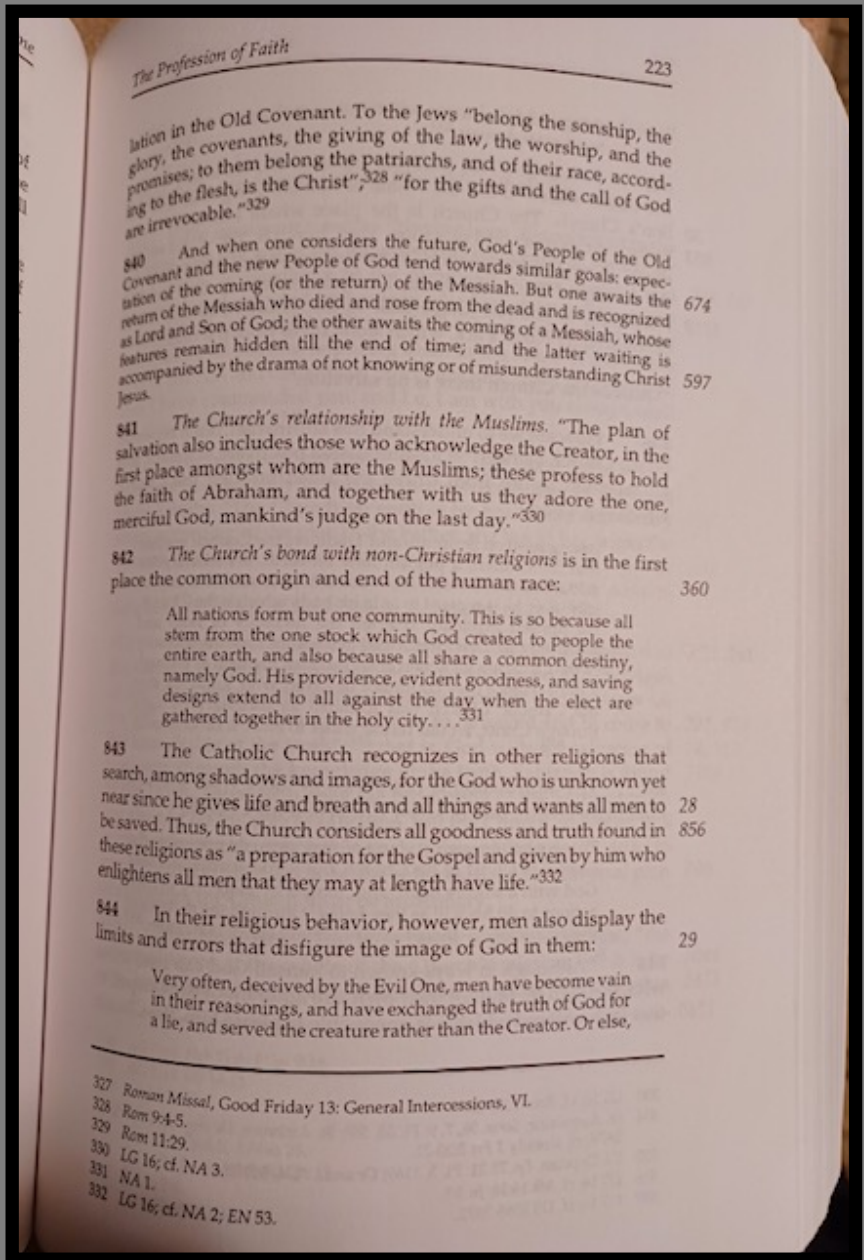 The Profession of Faith 223
lation in the Old Covenant. To the Jews “belong the sonship, the
glory, the covenants, the giving of the law, the worship, and the
promises; to them belong the patriarchs, and of their race, accord-
ing to the flesh, is the Christ”;328 “for the gifts and the call of God
are irrevocable.”329
840 And when one considers the future, God's People of the Old
Covenant and the new People of God tend towards similar goals: expec-
tation of the coming (or the return) of the Messiah. But one awaits the 674
return of the Messiah who died and rose from the dead and is recognized
as Lord and Son of God; the other awaits the coming of a Messiah, whose
features remain hidden till the end of time; and the latter waiting is
accompanied by the drama of not knowing or of misunderstanding Christ 597
Jesus.
841 The Church's relationship with the Muslims. “The plan of
salvation also includes those who acknowledge the Creator, in the
first place amongst whom are the Muslims; these profess to hold
the faith of Abraham, and together with us they adore the one,
merciful God, mankind's judge on the last day.”330
842 The Church's bond with non-Christian religions is in the first
place the common origin and end of the human race: 360
All nations form but one community. This is so because all
stem from the one stock which God created to people the
entire earth, and also because all share a common destiny,
namely God. His providence, evident goodness, and saving
designs extend to all against the day when the elect are
gathered together in the holy city. . . .331
843 The Catholic Church recognizes in other religions that
search, among shadows and images, for the God who is unknown yet
near since he gives life and breath and all things and wants all men to 28
be saved. Thus, the Church considers all goodness and truth found in 856
these religions as “a preparation for the Gospel and given by him who
enlightens all men that they may at length have life.”332
844 In their religious behavior, however, men also display the
limits and errors that disfigure the image of God in them: 29
Very often, deceived by the Evil One, men have become vain
in their reasonings, and have exchanged the truth of God for
a lie, and served the creature rather than the Creator. Or else,
327 Roman Missal, Good Friday 13: General Intercessions, VI.
328 Rom 9:4-5.
329 Rom 11:29.
330 LG 16; cf. NA 3.
331 NA 1.
332 LG 16; cf. NA 2; EN 53.